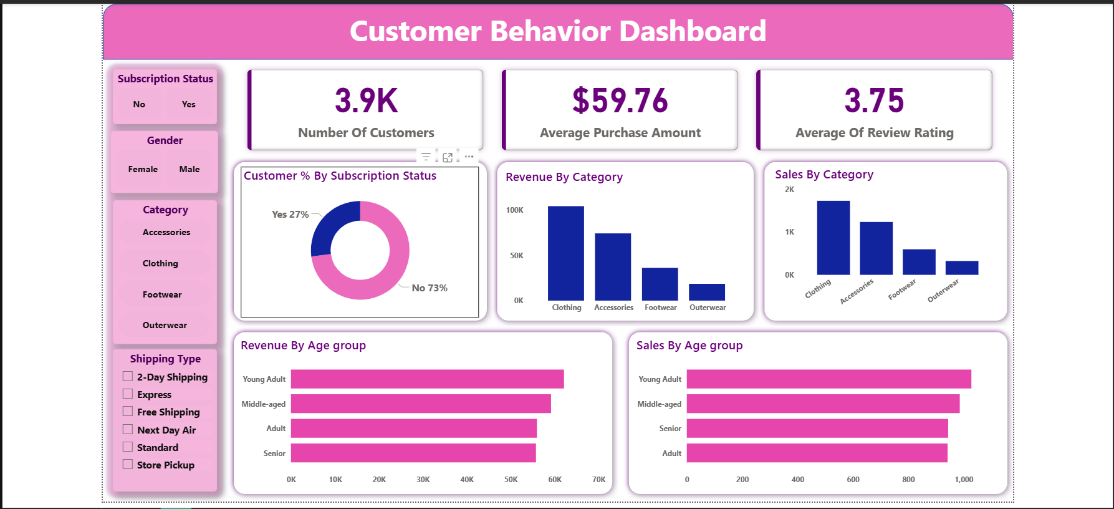 Customer Behavior Dashboard
Subscription Status
No Yes
Gender
Female Male
Category
Accessories
Clothing
Footwear
Outerwear
Shipping Type
2-Day Shipping
Express
Free Shipping
Next Day Air
Standard
Store Pickup
3.9K
Number Of Customers
$59.76
Average Purchase Amount
3.75
Average Of Review Rating
Customer % By Subscription Status
Yes 27%
No 73%
Revenue By Category
100K
50K
0K
Clothing Accessories Footwear Outerwear
Sales By Category
2K
1K
0K
Clothing Accessories Footwear Outerwear
Revenue By Age group
Young Adult
Middle-aged
Adult
Senior
0K 10K 20K 30K 40K 50K 60K 70K
Sales By Age group
Young Adult
Middle-aged
Senior
Adult
0 200 400 600 800 1,000